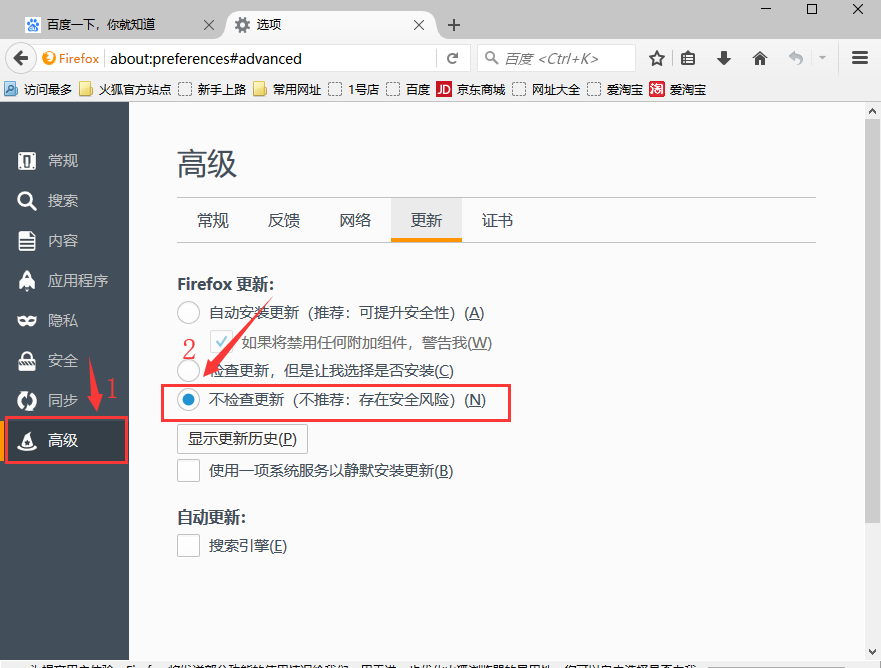 百度一下，你就知道
选项
Firefox about:preferences#advanced
百度 <Ctrl+K>
访问最多 火狐官方站点 新手上路 常用网址 1号店 百度 JD 京东商城 网址大全 爱淘宝 淘 爱淘宝
高级
常规
搜索
内容
应用程序
隐私
安全
同步
1
高级
常规 反馈 网络 更新 证书
Firefox 更新:
自动安装更新（推荐：可提升安全性）(A)
如果将禁用任何附加组件，警告我(W)
2
检查更新，但是让我选择是否安装(C)
不检查更新（不推荐：存在安全风险）(N)
显示更新历史(P)
使用一项系统服务以静默安装更新(B)
自动更新:
搜索引擎(E)